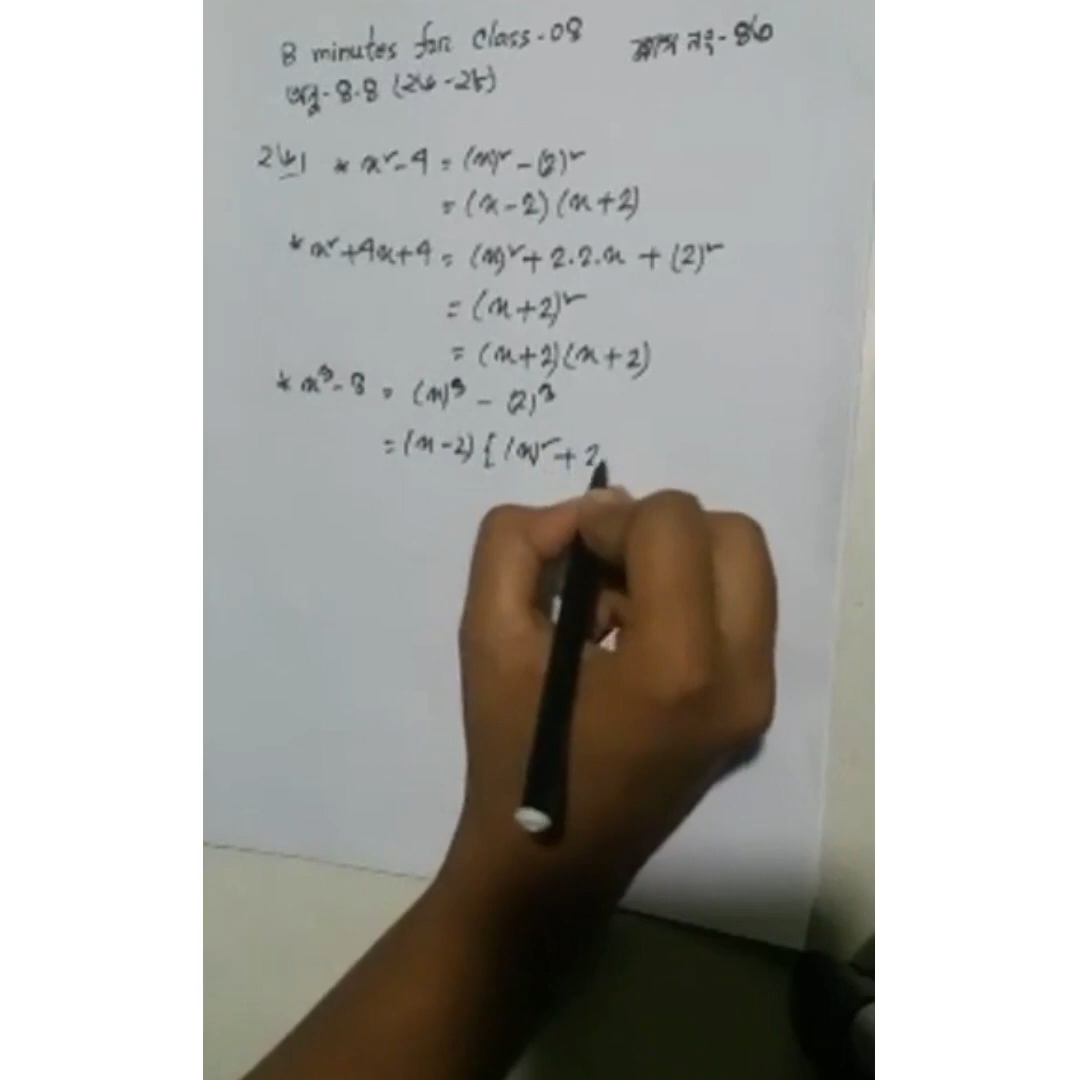 8 minutes for class-08 ক্লাস নং-৪৬
অনু-৪.৪ (২৬-২৮)
২৬। * x² - 4 = (x)² - (2)²
= (x-2) (x+2)
* x² + 4x + 4 = (x)² + 2.2.x + (2)²
= (x+2)²
= (x+2)(x+2)
* x³ - 8 = (x)³ - (2)³
= (x-2) { (x)² + 2